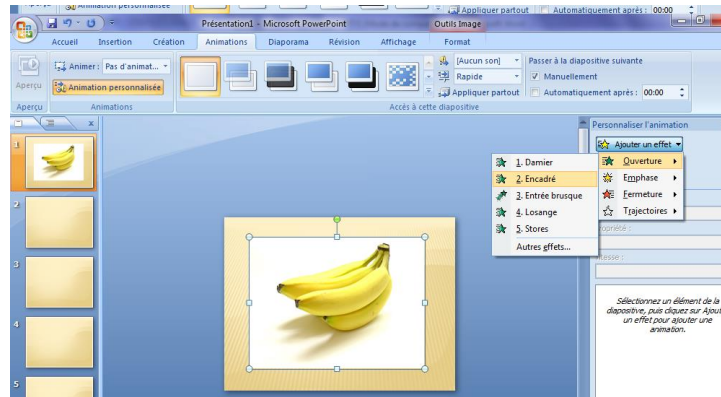 Appliquer partout Automatiquement après : 00:00
Présentation1 - Microsoft PowerPoint Outils Image
Accueil Insertion Création Animations Diaporama Révision Affichage Format
Aperçu
Aperçu
Animer : Pas d'animat...
Animation personnalisée
Animations
[Aucun son]
Rapide
Appliquer partout
Passer à la diapositive suivante
Manuellement
Automatiquement après : 00:00
Accès à cette diapositive
x
1
2
3
4
5
Personnaliser l'animation
Ajouter un effet
Ouverture
Emphase
Fermeture
Trajectoires
1. Damier
2. Encadré
3. Entrée brusque
4. Losange
5. Stores
Autres effets...
Sélectionnez un élément de la
diapositive, puis cliquez sur Ajout
un effet pour ajouter une
animation.